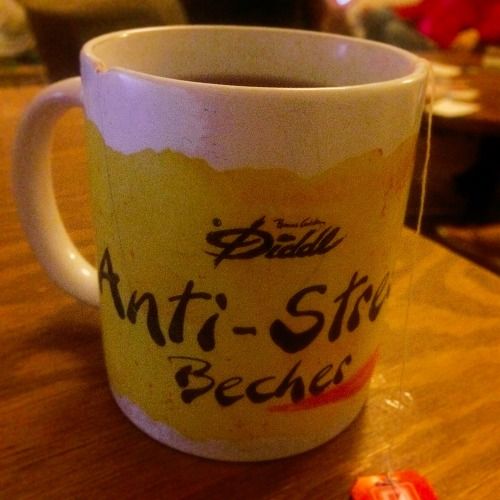 ©
Diddl
Anti-Stre
Becher